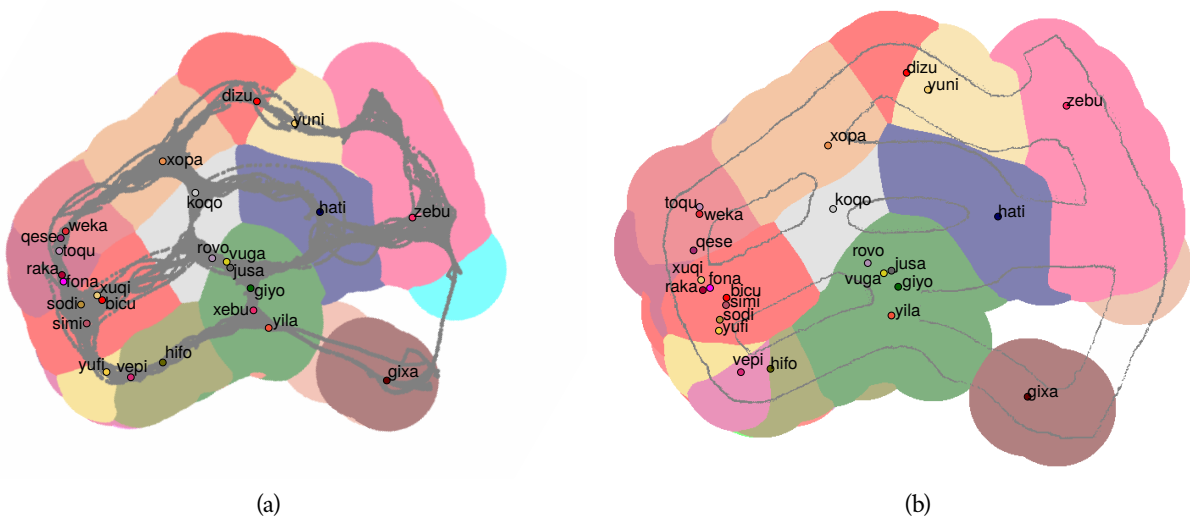 dizu
yuni
xopa
koqo
hati
zebu
weka
qese
toqu
rovo
vuga
jusa
raka
fona
xuqi
bicu
giyo
sodi
simi
xebu
yila
yufi
vepi
hifo
gixa
(a)
dizu
yuni
zebu
xopa
toqu
weka
koqo
hati
qese
rovo
jusa
vuga
giyo
xuqi
fona
raka
bicu
simi
sodi
yufi
yila
vepi
hifo
gixa
(b)